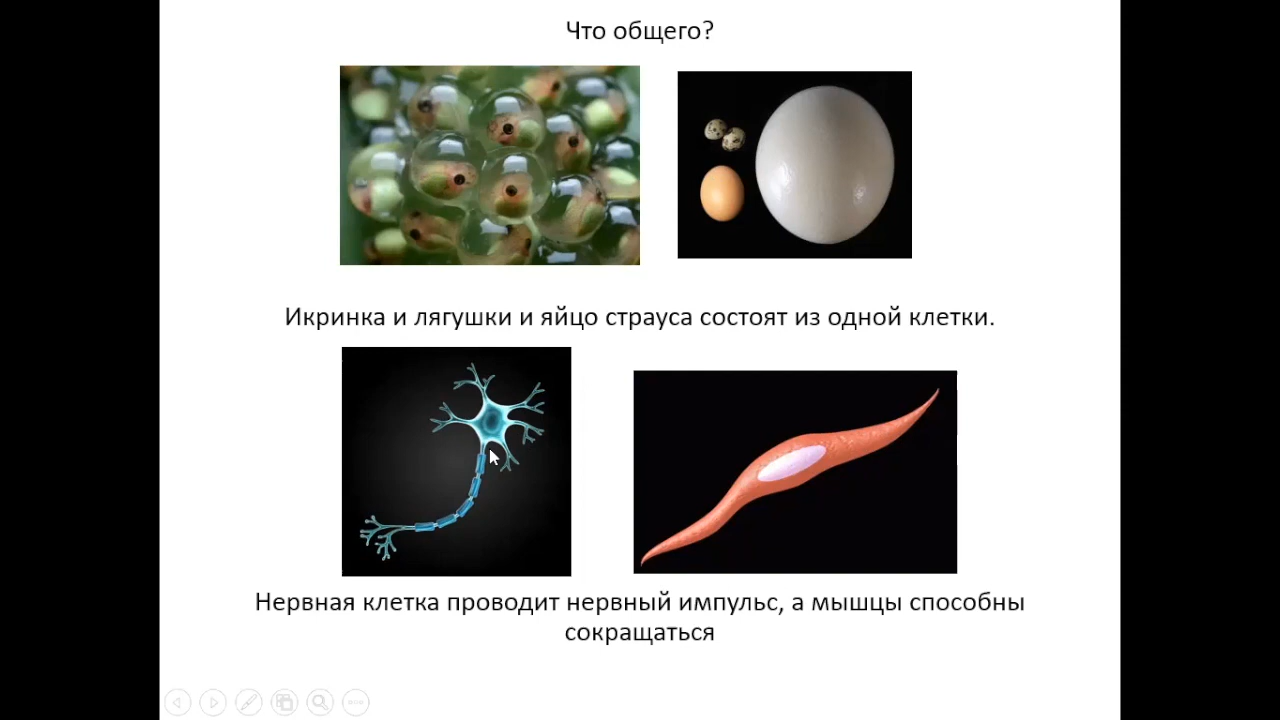 Что общего?
Икринка и лягушки и яйцо страуса состоят из одной клетки.
Нервная клетка проводит нервный импульс, а мышцы способны
сокращаться